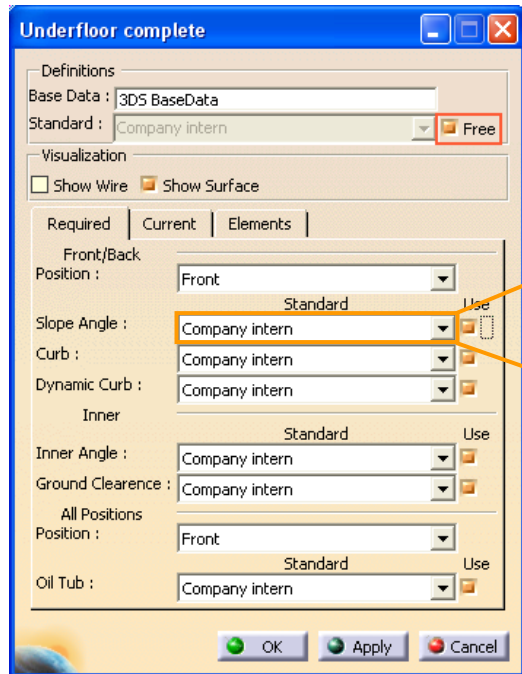 Underfloor complete
Definitions
Base Data : 3DS BaseData
Standard : Company intern Free
Visualization
Show Wire Show Surface
Required Current Elements
Front/Back
Position : Front
Standard Use
Slope Angle : Company intern
Curb : Company intern
Dynamic Curb : Company intern
Inner
Standard Use
Inner Angle : Company intern
Ground Clearence : Company intern
All Positions
Position : Front
Standard Use
Oil Tub : Company intern
OK Apply Cancel